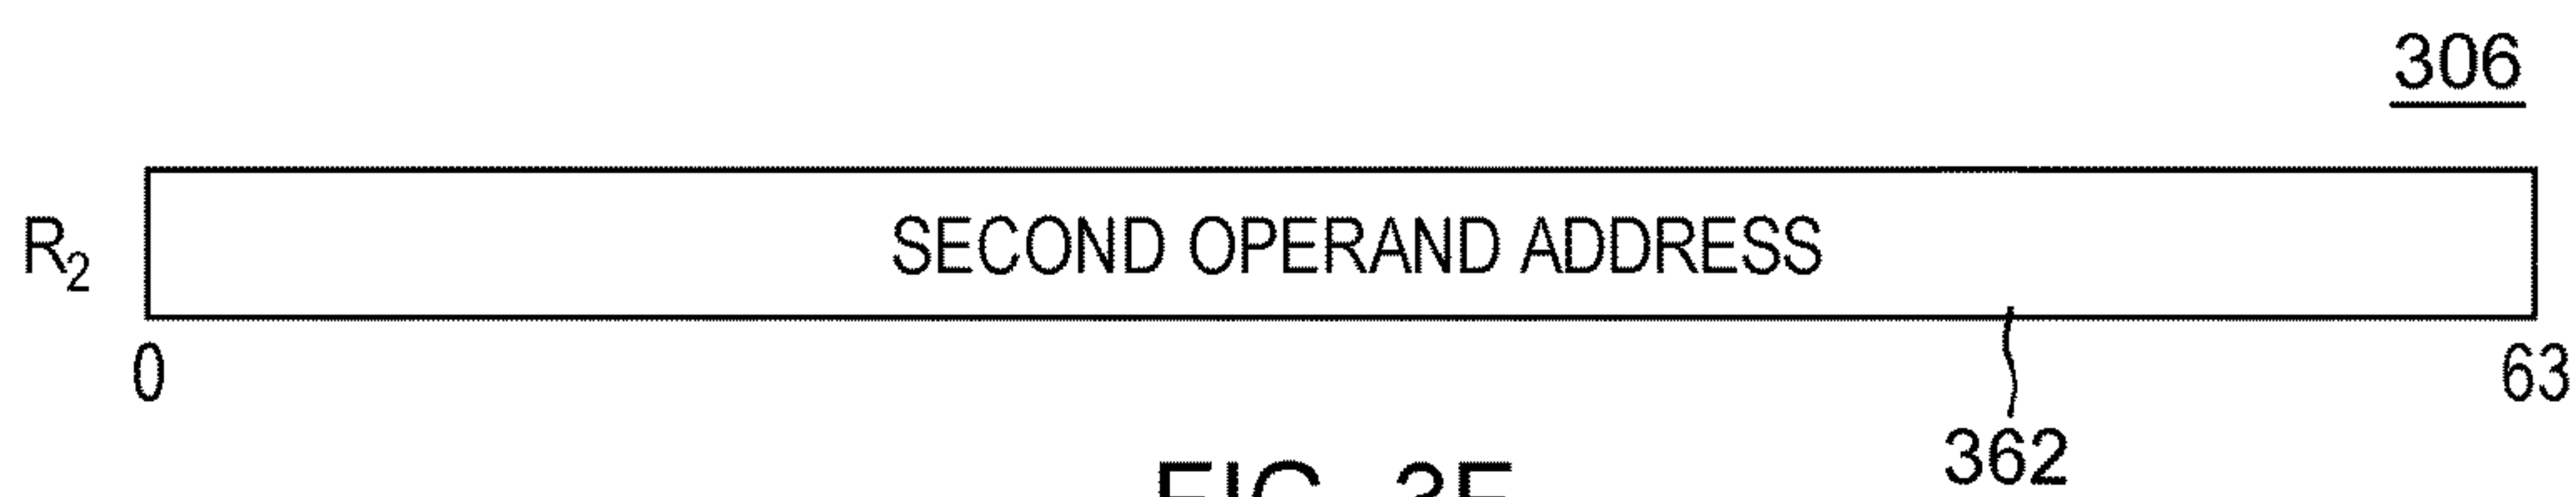 306
R₂ SECOND OPERAND ADDRESS
0 63
362